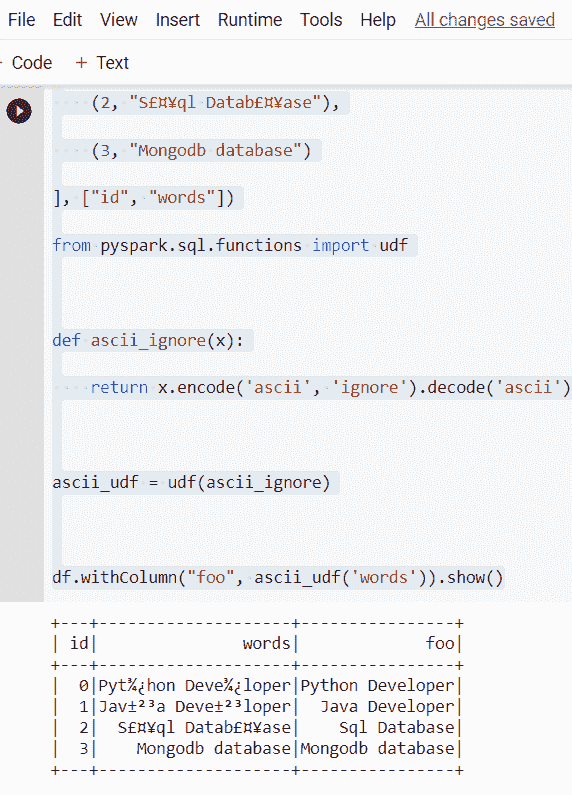 File Edit View Insert Runtime Tools Help All changes saved
Code + Text
(2, "S£¤¥ql Datab£¤¥ase"),
(3, "Mongodb database")
], ["id", "words"])
from pyspark.sql.functions import udf
def ascii_ignore(x):
return x.encode('ascii', 'ignore').decode('ascii')
ascii_udf = udf(ascii_ignore)
df.withColumn("foo", ascii_udf('words')).show()
+---+--------------------+----------------+
| id|               words|             foo|
+---+--------------------+----------------+
|  0|Pyt¾¿hon Deve¾¿loper|Python Developer|
|  1|Jav±²³a Deve±²³loper|  Java Developer|
|  2|  S£¤¥ql Datab£¤¥ase|    Sql Database|
|  3|    Mongodb database|Mongodb database|
+---+--------------------+----------------+